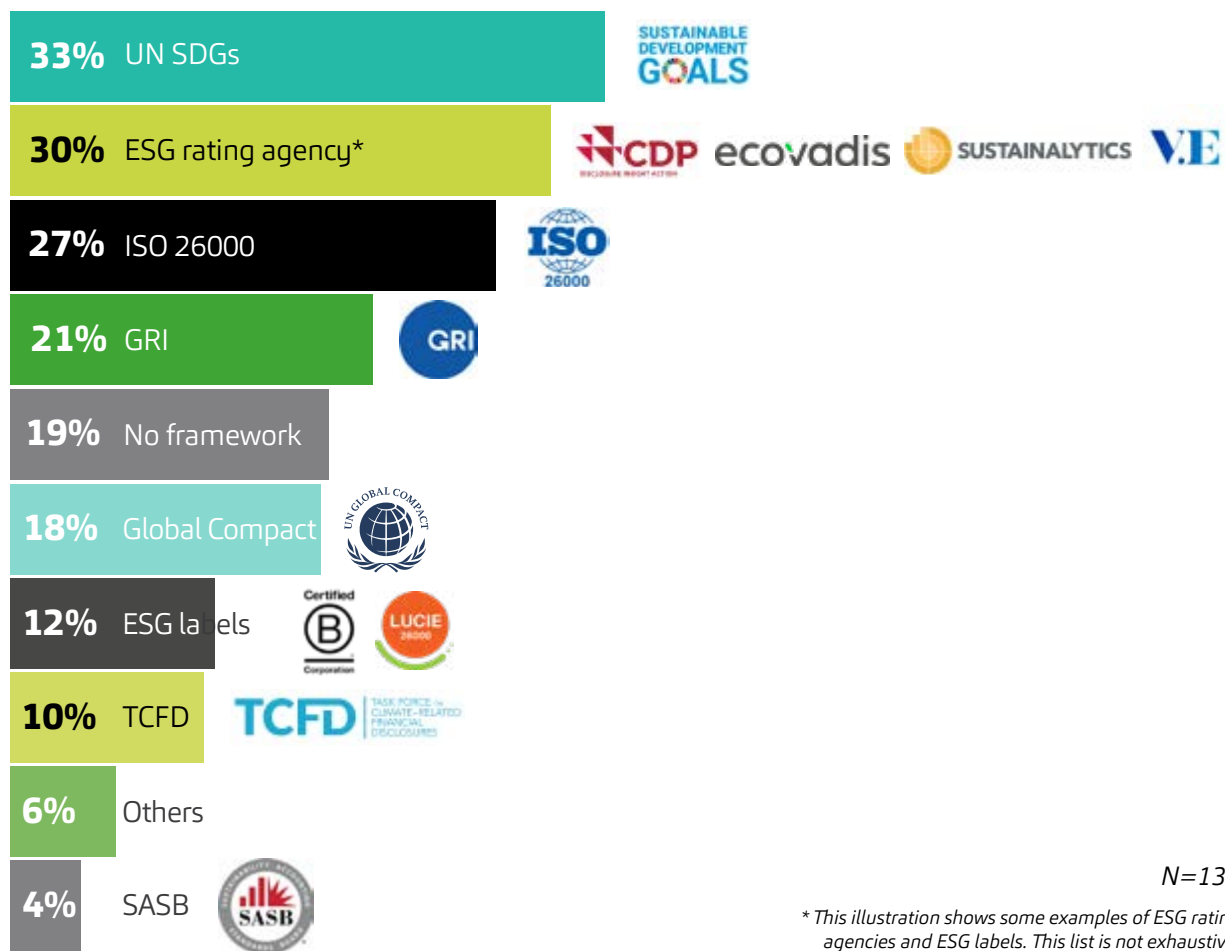 33% UN SDGs
SUSTAINABLE
DEVELOPMENT
GOALS
30% ESG rating agency*
CDP
DISCLOSURE INSIGHT ACTION
ecovadis
SUSTAINALYTICS
V.E
27% ISO 26000
ISO
26000
21% GRI
GRI
19% No framework
18% Global Compact
UN GLOBAL COMPACT
12% ESG labels
Certified
B
Corporation
LUCIE
26000
10% TCFD
TCFD
TASK FORCE
CLIMATE-RELATED
FINANCIAL
DISCLOSURES
6% Others
4% SASB
SASB
N=13
* This illustration shows some examples of ESG ratin
agencies and ESG labels. This list is not exhaustiv